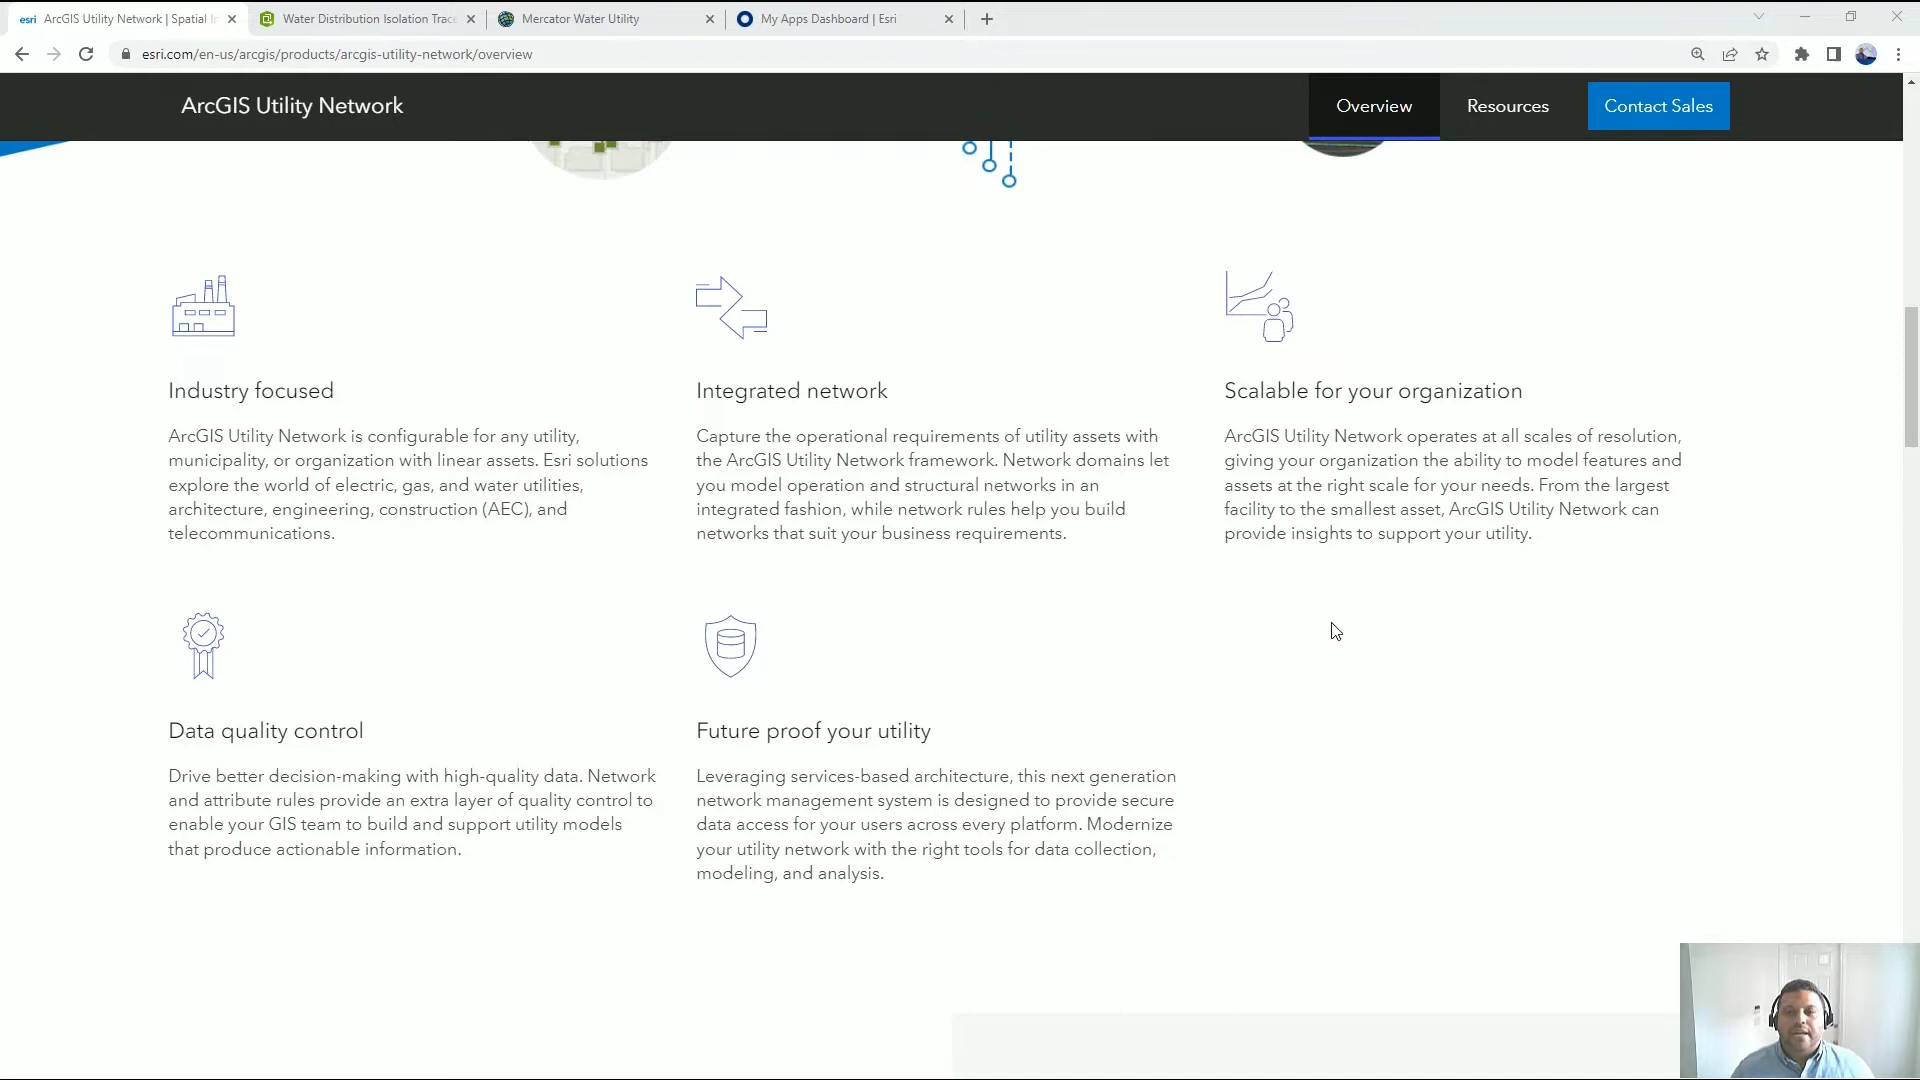 esri ArcGIS Utility Network | Spatial
Water Distribution Isolation Trace
Mercator Water Utility
My Apps Dashboard | Esri
esri.com/en-us/arcgis/products/arcgis-utility-network/overview
ArcGIS Utility Network
Overview
Resources
Contact Sales
Industry focused
ArcGIS Utility Network is configurable for any utility,
municipality, or organization with linear assets. Esri solutions
explore the world of electric, gas, and water utilities,
architecture, engineering, construction (AEC), and
telecommunications.
Integrated network
Capture the operational requirements of utility assets with
the ArcGIS Utility Network framework. Network domains let
you model operation and structural networks in an
integrated fashion, while network rules help you build
networks that suit your business requirements.
Scalable for your organization
ArcGIS Utility Network operates at all scales of resolution,
giving your organization the ability to model features and
assets at the right scale for your needs. From the largest
facility to the smallest asset, ArcGIS Utility Network can
provide insights to support your utility.
Data quality control
Drive better decision-making with high-quality data. Network
and attribute rules provide an extra layer of quality control to
enable your GIS team to build and support utility models
that produce actionable information.
Future proof your utility
Leveraging services-based architecture, this next generation
network management system is designed to provide secure
data access for your users across every platform. Modernize
your utility network with the right tools for data collection,
modeling, and analysis.